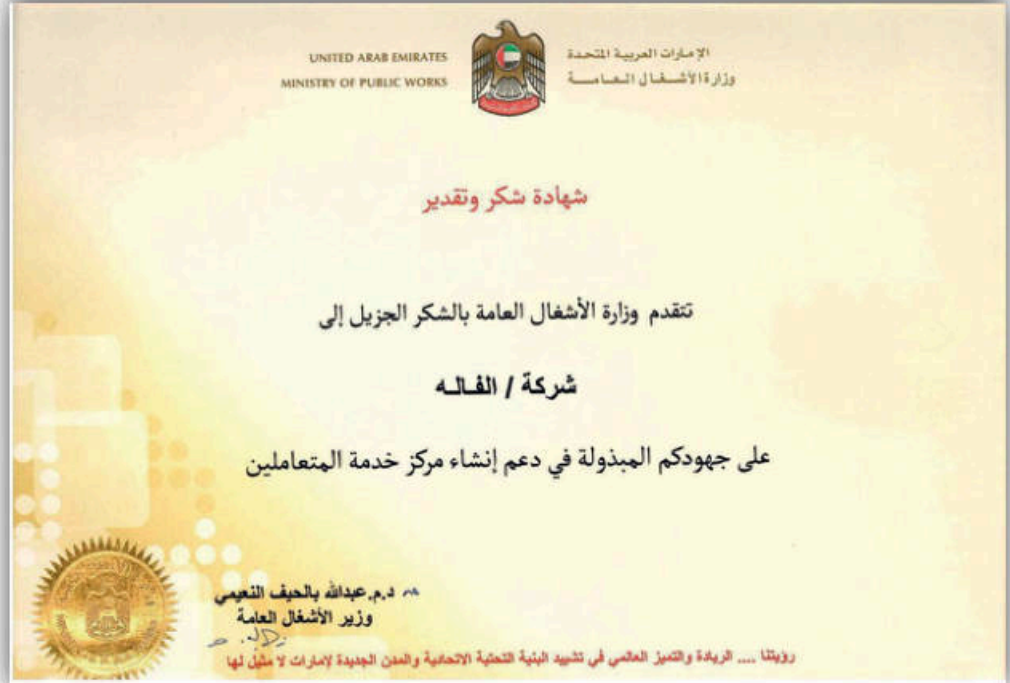 UNITED ARAB EMIRATES
MINISTRY OF PUBLIC WORKS
الإمارات العربية المتحدة
وزارة الأشغال العامة
شهادة شكر وتقدير
تتقدم وزارة الأشغال العامة بالشكر الجزيل إلى
شركة / الفاله
على جهودكم المبذولة في دعم إنشاء مركز خدمة المتعاملين
د.م.عبدالله بالحيف النعيمي
وزير الأشغال العامة
رؤيتنا .... الريادة والتميز العالمي في تشييد البنية التحتية الاتحادية والمدن الجديدة لإمارات لا مثيل لها